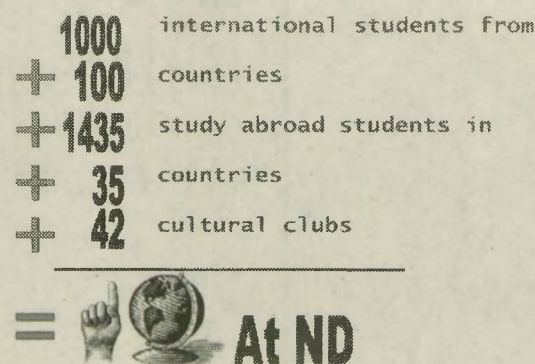 1000 international students from
+ 100 countries
+ 1435 study abroad students in
+ 35 countries
+ 42 cultural clubs
= At ND